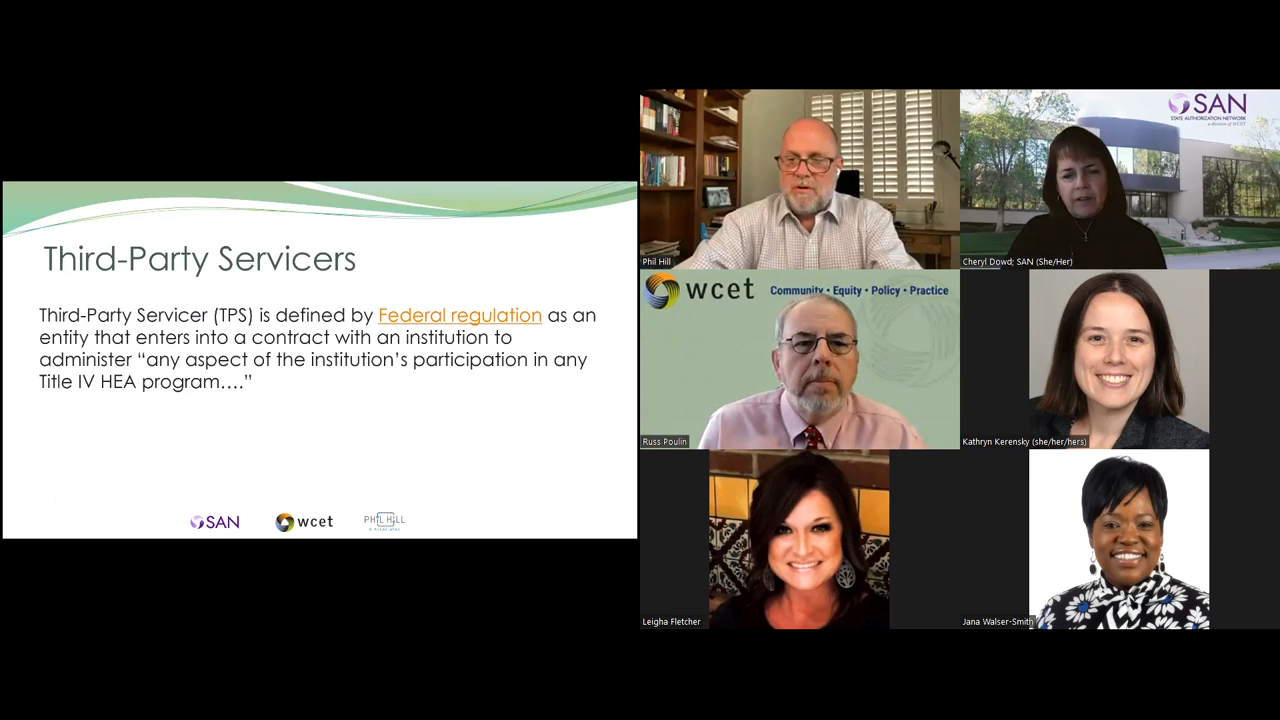 Third-Party Servicers
Third-Party Servicer (TPS) is defined by Federal regulation as an
entity that enters into a contract with an institution to
administer “any aspect of the institution’s participation in any
Title IV HEA program....”
SAN
wcet
PHIL HILL
Phil Hill
SAN
STATE AUTHORIZATION NETWORK
a division of WCET
Cheryl Dowd; SAN (She/Her)
wcet
Community • Equity • Policy • Practice
Russ Poulin
Kathryn Kerensky (she/her/hers)
Leigha Fletcher
Jana Walser-Smith